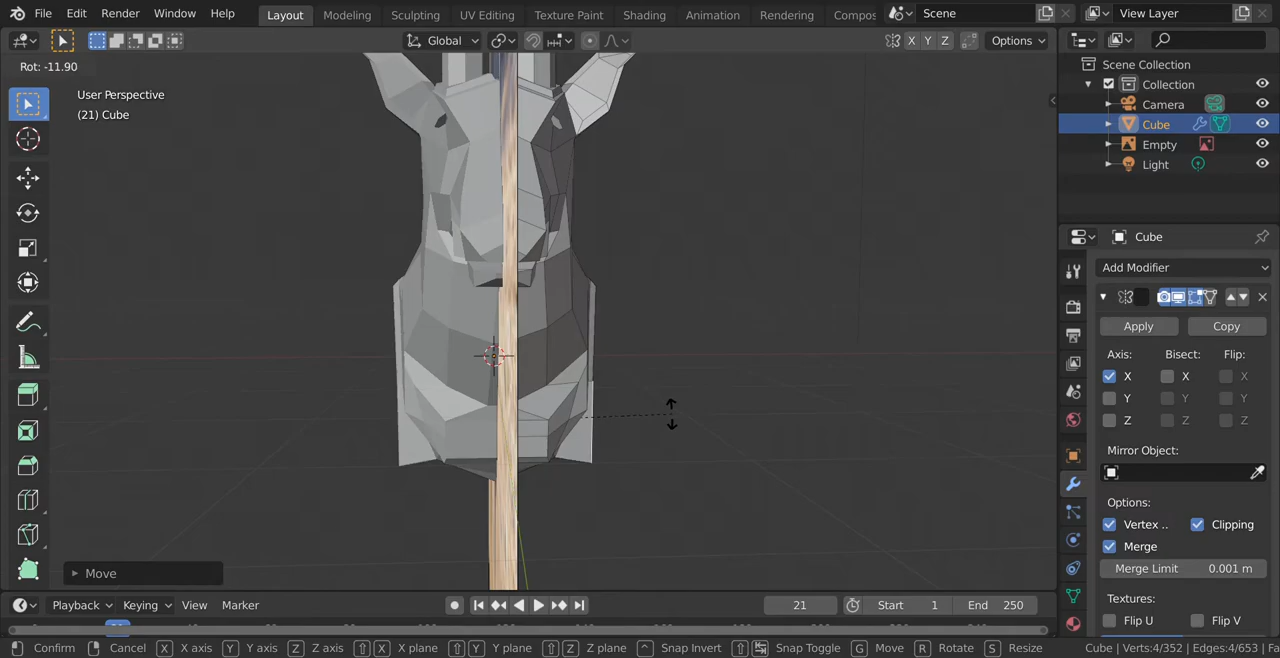 File Edit Render Window Help Layout Modeling Sculpting UV Editing Texture Paint Shading Animation Rendering Compos Scene View Layer
Global X Y Z Options
Rot: -11.90
User Perspective
(21) Cube
Scene Collection
Collection
Camera
Cube
Empty
Light
Cube
Add Modifier
Apply Copy
Axis: Bisect: Flip:
X X X
Y Y Y
Z Z Z
Mirror Object:
Options:
Vertex .. Clipping
Merge
Merge Limit 0.001 m
Textures:
Flip U Flip V
Move
Playback Keying View Marker 21 Start 1 End 250
Confirm Cancel X X axis Y Y axis Z Z axis X X plane Y Y plane Z Z plane ^ Snap Invert Snap Toggle G Move R Rotate S Resize Cube | Verts:4/352 | Edges:4/653 | Fa